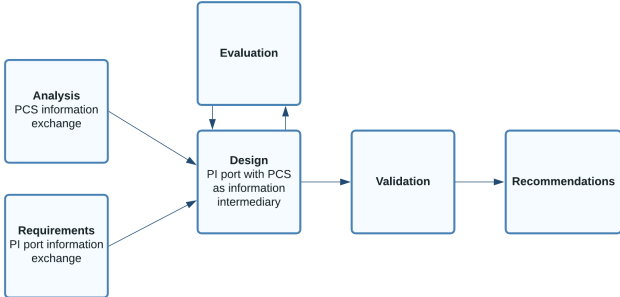 Evaluation
Analysis
PCS information
exchange
Design
PI port with PCS
as information
intermediary
Validation
Recommendations
Requirements
PI port information
exchange